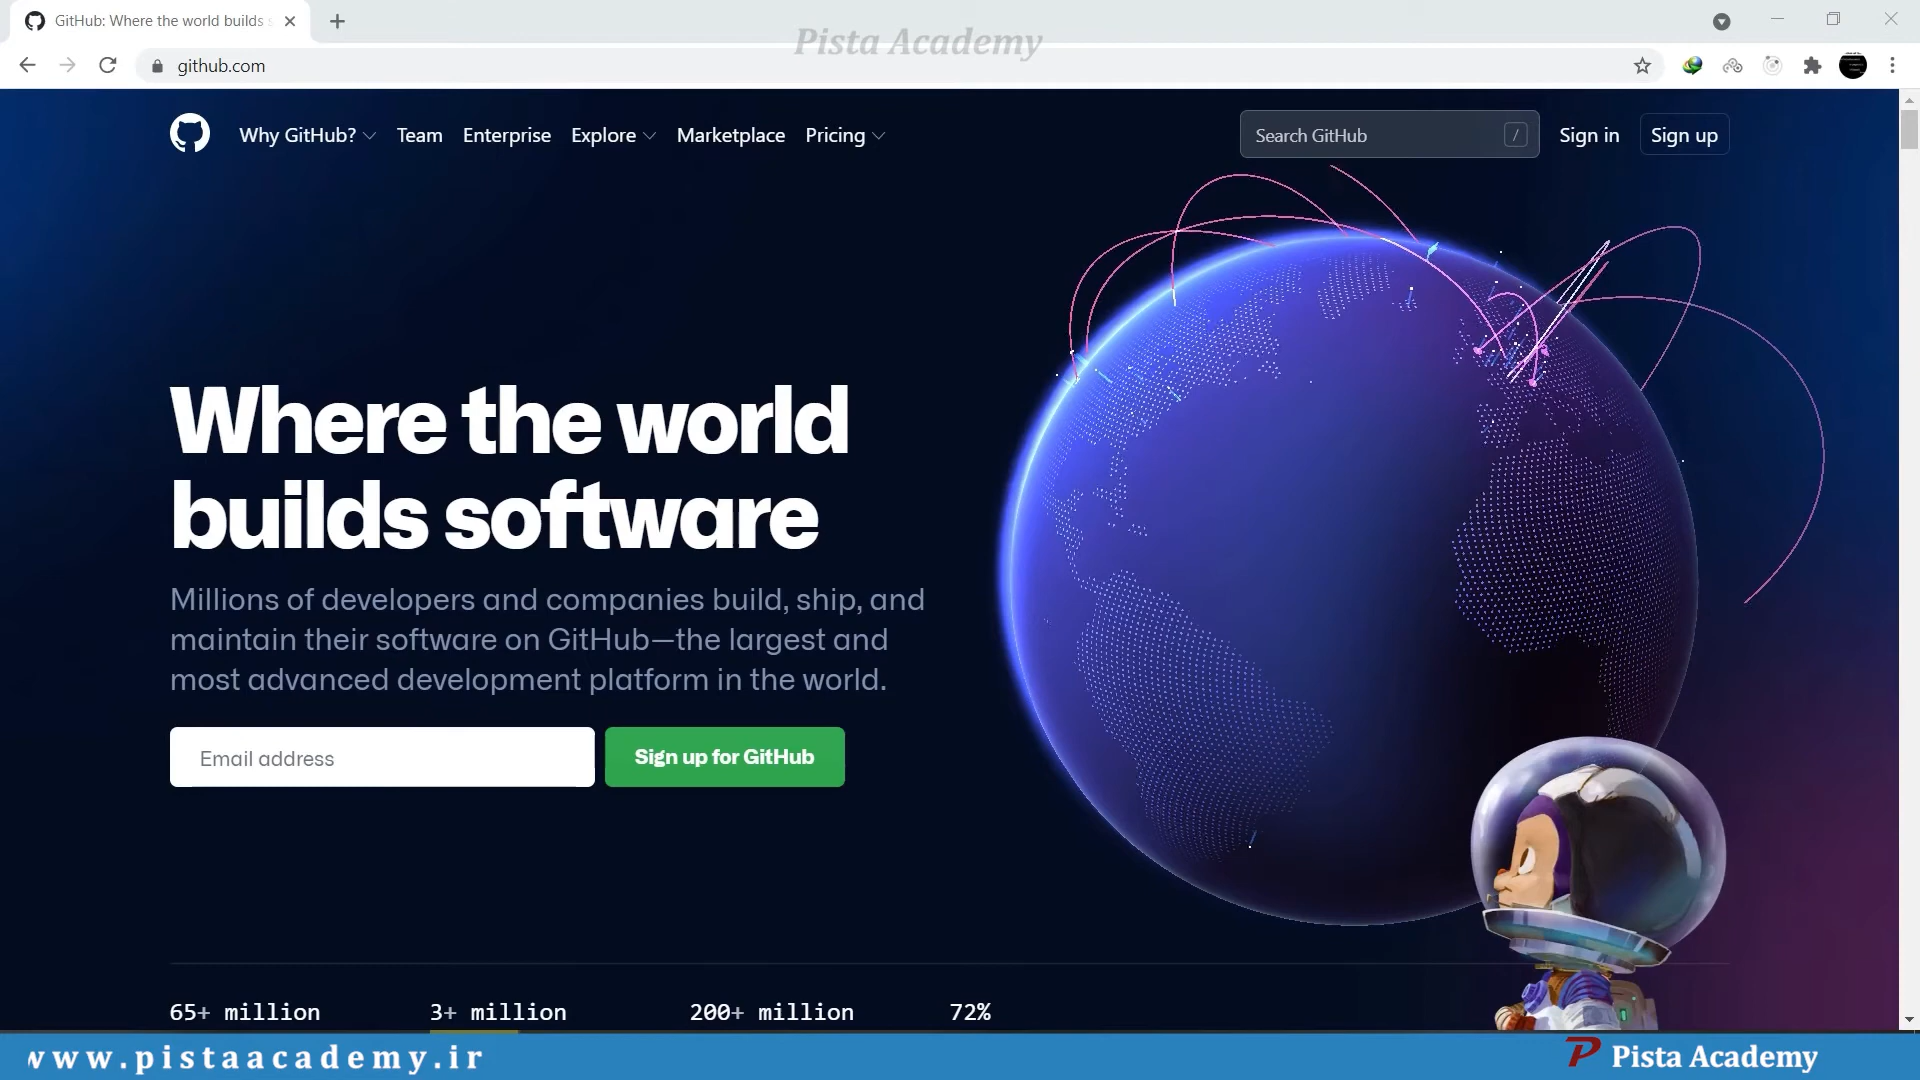 GitHub: Where the world builds s
Pista Academy
github.com
Why GitHub? Team Enterprise Explore Marketplace Pricing Search GitHub / Sign in Sign up
Where the world
builds software
Millions of developers and companies build, ship, and
maintain their software on GitHub—the largest and
most advanced development platform in the world.
Email address Sign up for GitHub
65+ million 3+ million 200+ million 72%
www.pistaacademy.ir P Pista Academy